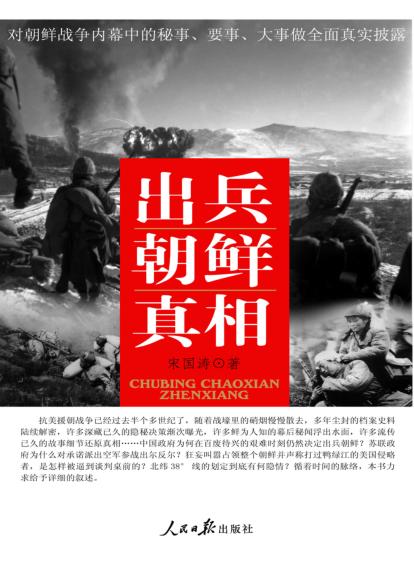 对朝鲜战争内幕中的秘事、要事、大事做全面真实披露
出兵
朝鲜
真相
宋国涛⊙著
CHUBING CHAOXIAN
ZHENXIANG
抗美援朝战争已经过去半个多世纪了，随着战壕里的硝烟慢慢散去，多年尘封的档案史料
陆续解密，许多深藏已久的隐秘决策渐次曝光，许多鲜为人知的幕后秘闻浮出水面，许多流传
已久的故事细节还原真相……中国政府为何在百废待兴的艰难时刻仍然决定出兵朝鲜？苏联政
府为什么对承诺派出空军参战出尔反尔？狂妄叫嚣占领整个朝鲜并声称打过鸭绿江的美国侵略
者，是怎样被逼到谈判桌前的？北纬38° 线的划定到底有何隐情？循着时间的脉络，本书力
求给予详细的叙述。
人民日报出版社